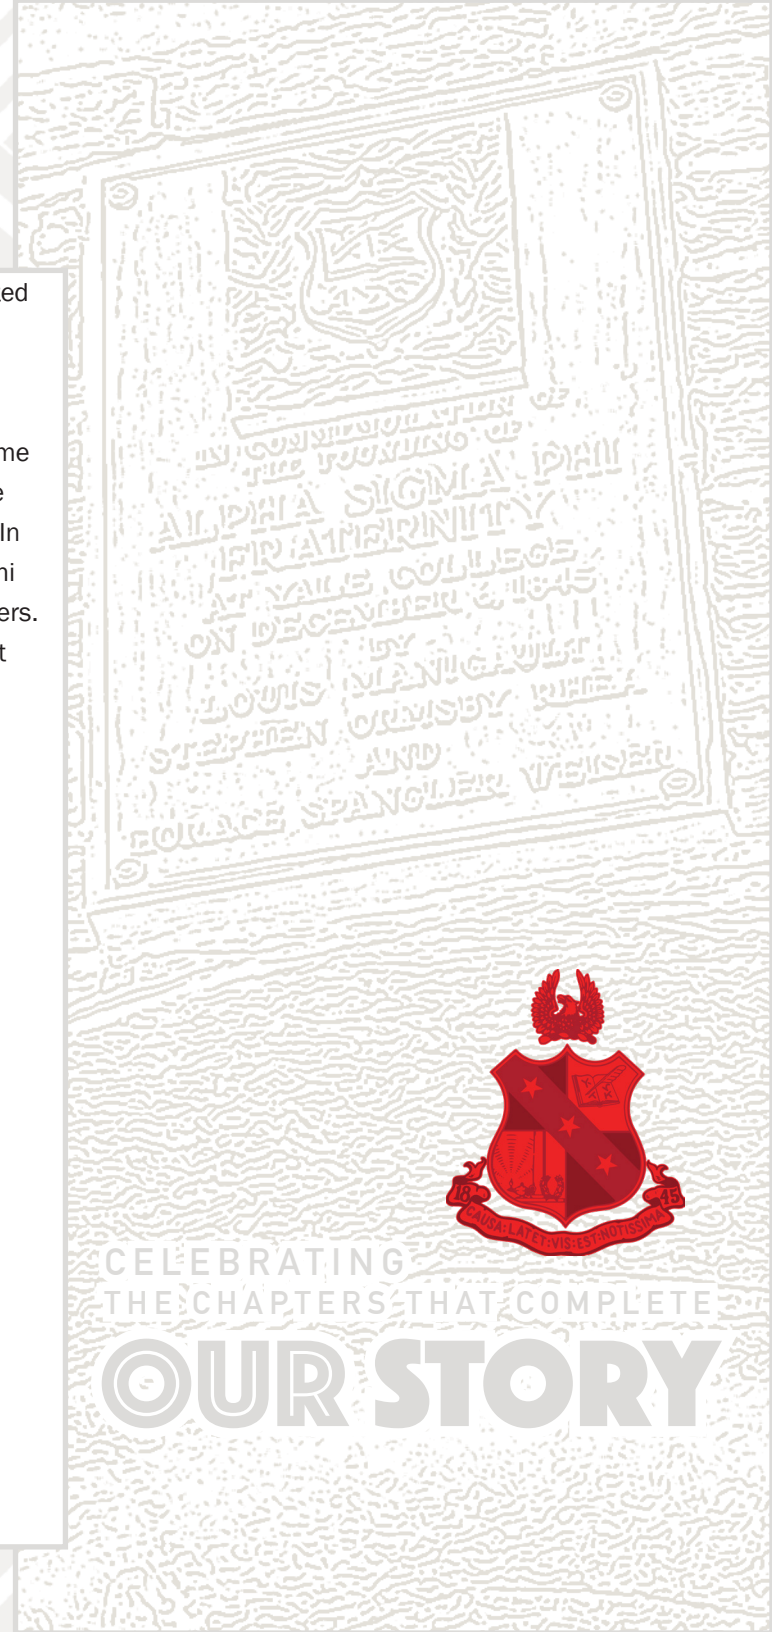 ed
me
e
In
ni
ers.
t
IN COMMEMORATION OF
THE FOUNDING OF
ALPHA SIGMA PHI
FRATERNITY
AT YALE COLLEGE
ON DECEMBER 6, 1845
BY
LOUIS MANIGAULT
STEPHEN ORMSBY RHEA
AND
HORACE SPANGLER WEISER
18 45
CAUSA:LATET:VIS:EST:NOTISSIMA
CELEBRATING
THE CHAPTERS THAT COMPLETE
OUR STORY